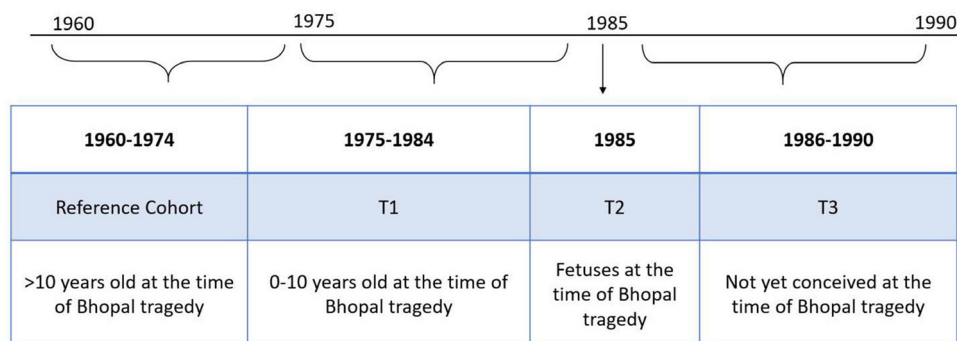 1960 1975 1985 1990
1960-1974 1975-1984 1985 1986-1990
Reference Cohort T1 T2 T3
>10 years old at the time
of Bhopal tragedy
0-10 years old at the time of
Bhopal tragedy
Fetuses at the
time of Bhopal
tragedy
Not yet conceived at the
time of Bhopal tragedy